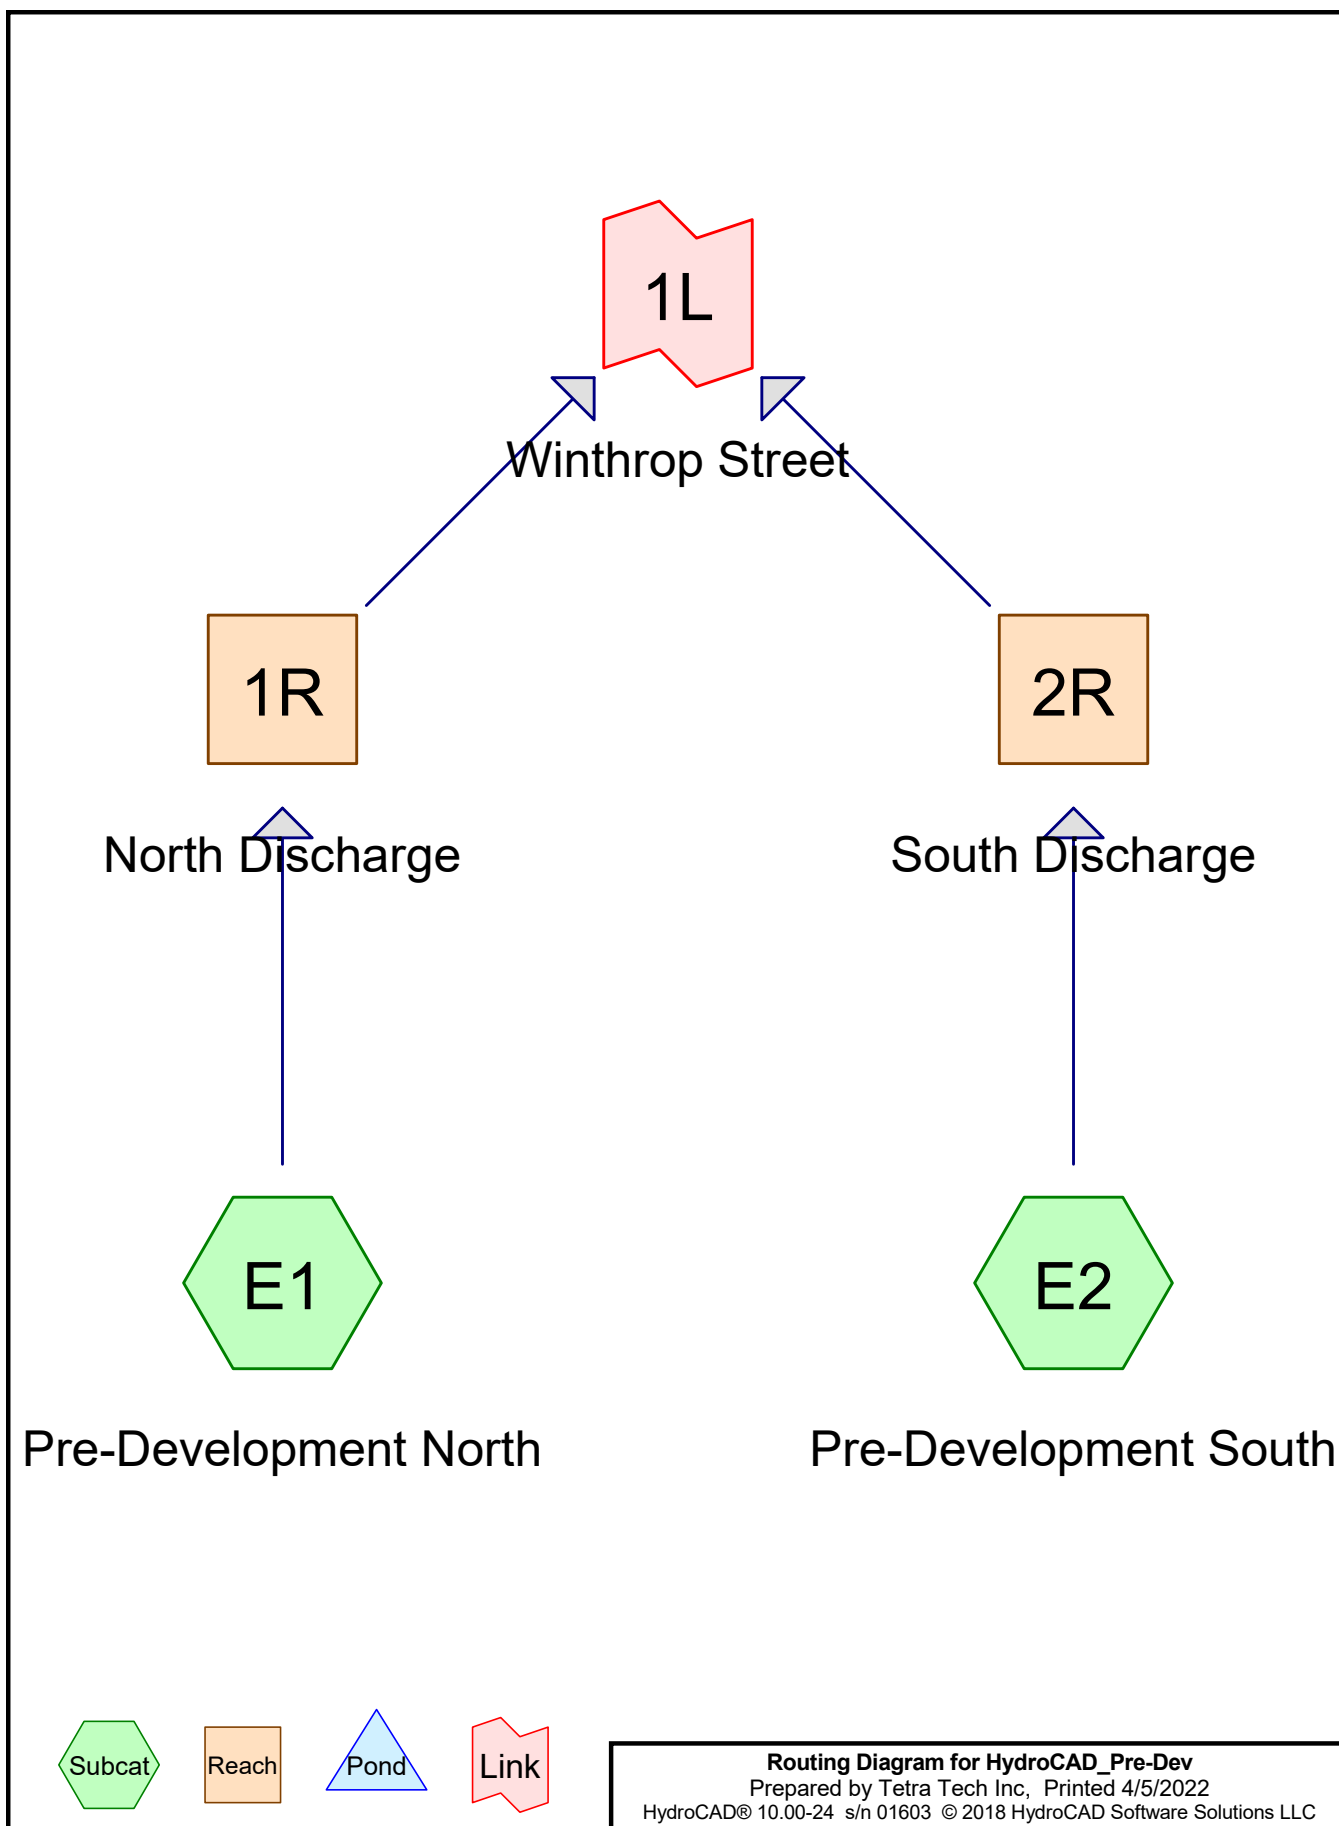 1L
Winthrop Street
1R
2R
North Discharge
South Discharge
E1
E2
Pre-Development North
Pre-Development South
Subcat
Reach
Pond
Link
Routing Diagram for HydroCAD_Pre-Dev
Prepared by Tetra Tech Inc, Printed 4/5/2022
HydroCAD® 10.00-24 s/n 01603 © 2018 HydroCAD Software Solutions LLC